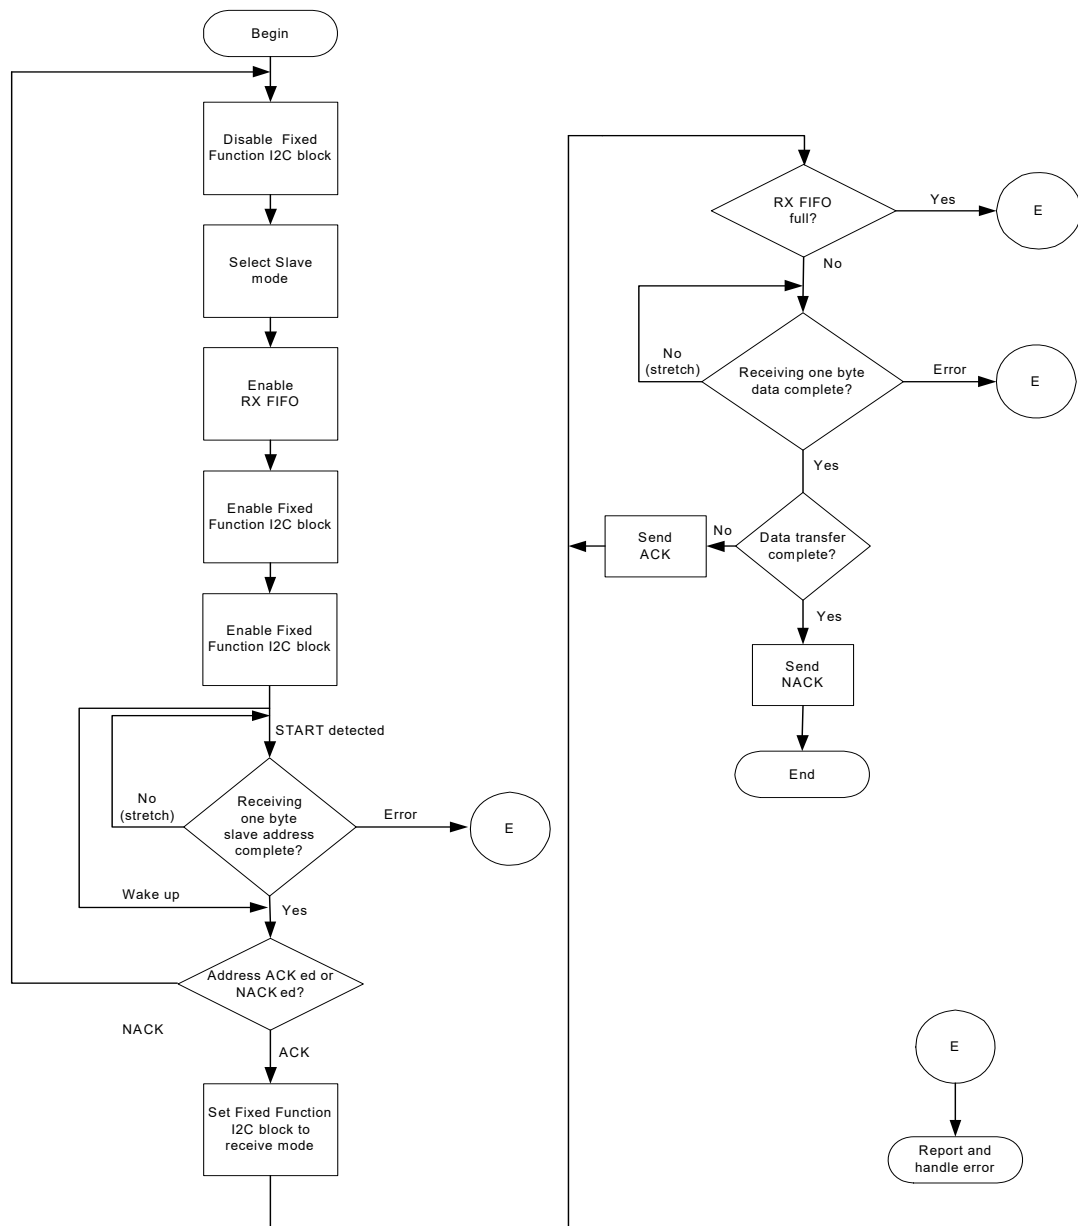 Begin
Disable Fixed
Function I2C block
Select Slave
mode
Enable
RX FIFO
Enable Fixed
Function I2C block
Enable Fixed
Function I2C block
START detected
No
(stretch)
Receiving
one byte
slave address
complete?
Error
E
Wake up
Yes
Address ACK ed or
NACK ed?
NACK
ACK
Set Fixed Function
I2C block to
receive mode
RX FIFO
full?
Yes
E
No
No
(stretch)
Receiving one byte
data complete?
Error
E
Yes
Data transfer
complete?
No
Send
ACK
Yes
Send
NACK
End
E
Report and
handle error